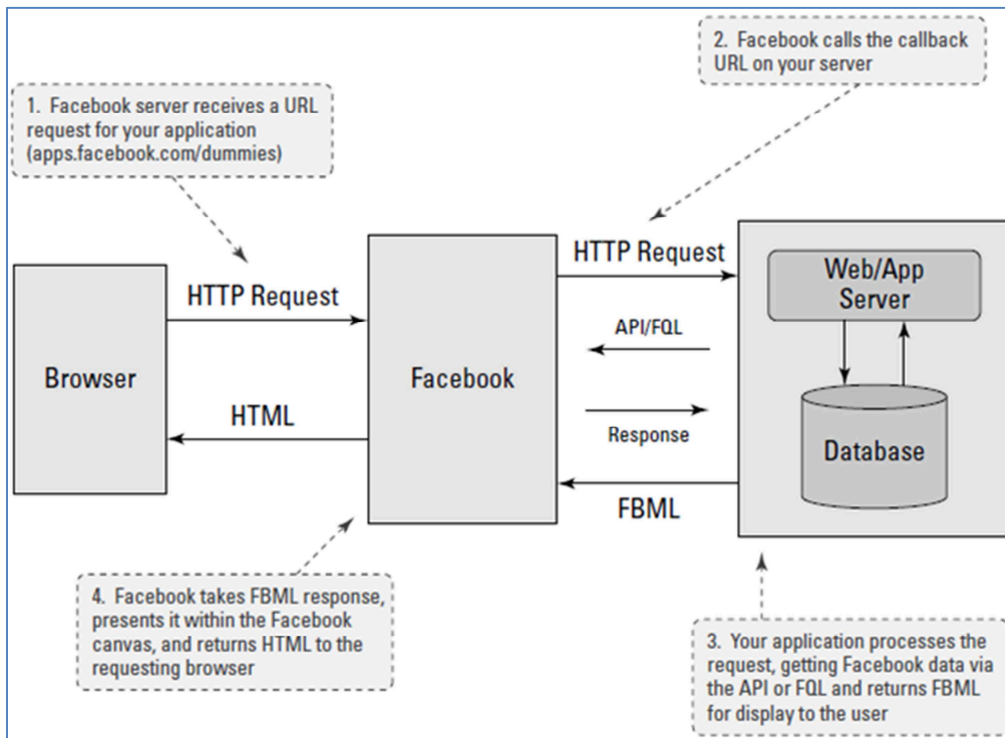 2. Facebook calls the callback
URL on your server
1. Facebook server receives a URL
request for your application
(apps.facebook.com/dummies)
HTTP Request
HTTP Request
Web/App
Server
API/FQL
Browser
Facebook
HTML
Response
Database
FBML
4. Facebook takes FBML response,
presents it within the Facebook
canvas, and returns HTML to the
requesting browser
3. Your application processes the
request, getting Facebook data via
the API or FQL and returns FBML
for display to the user